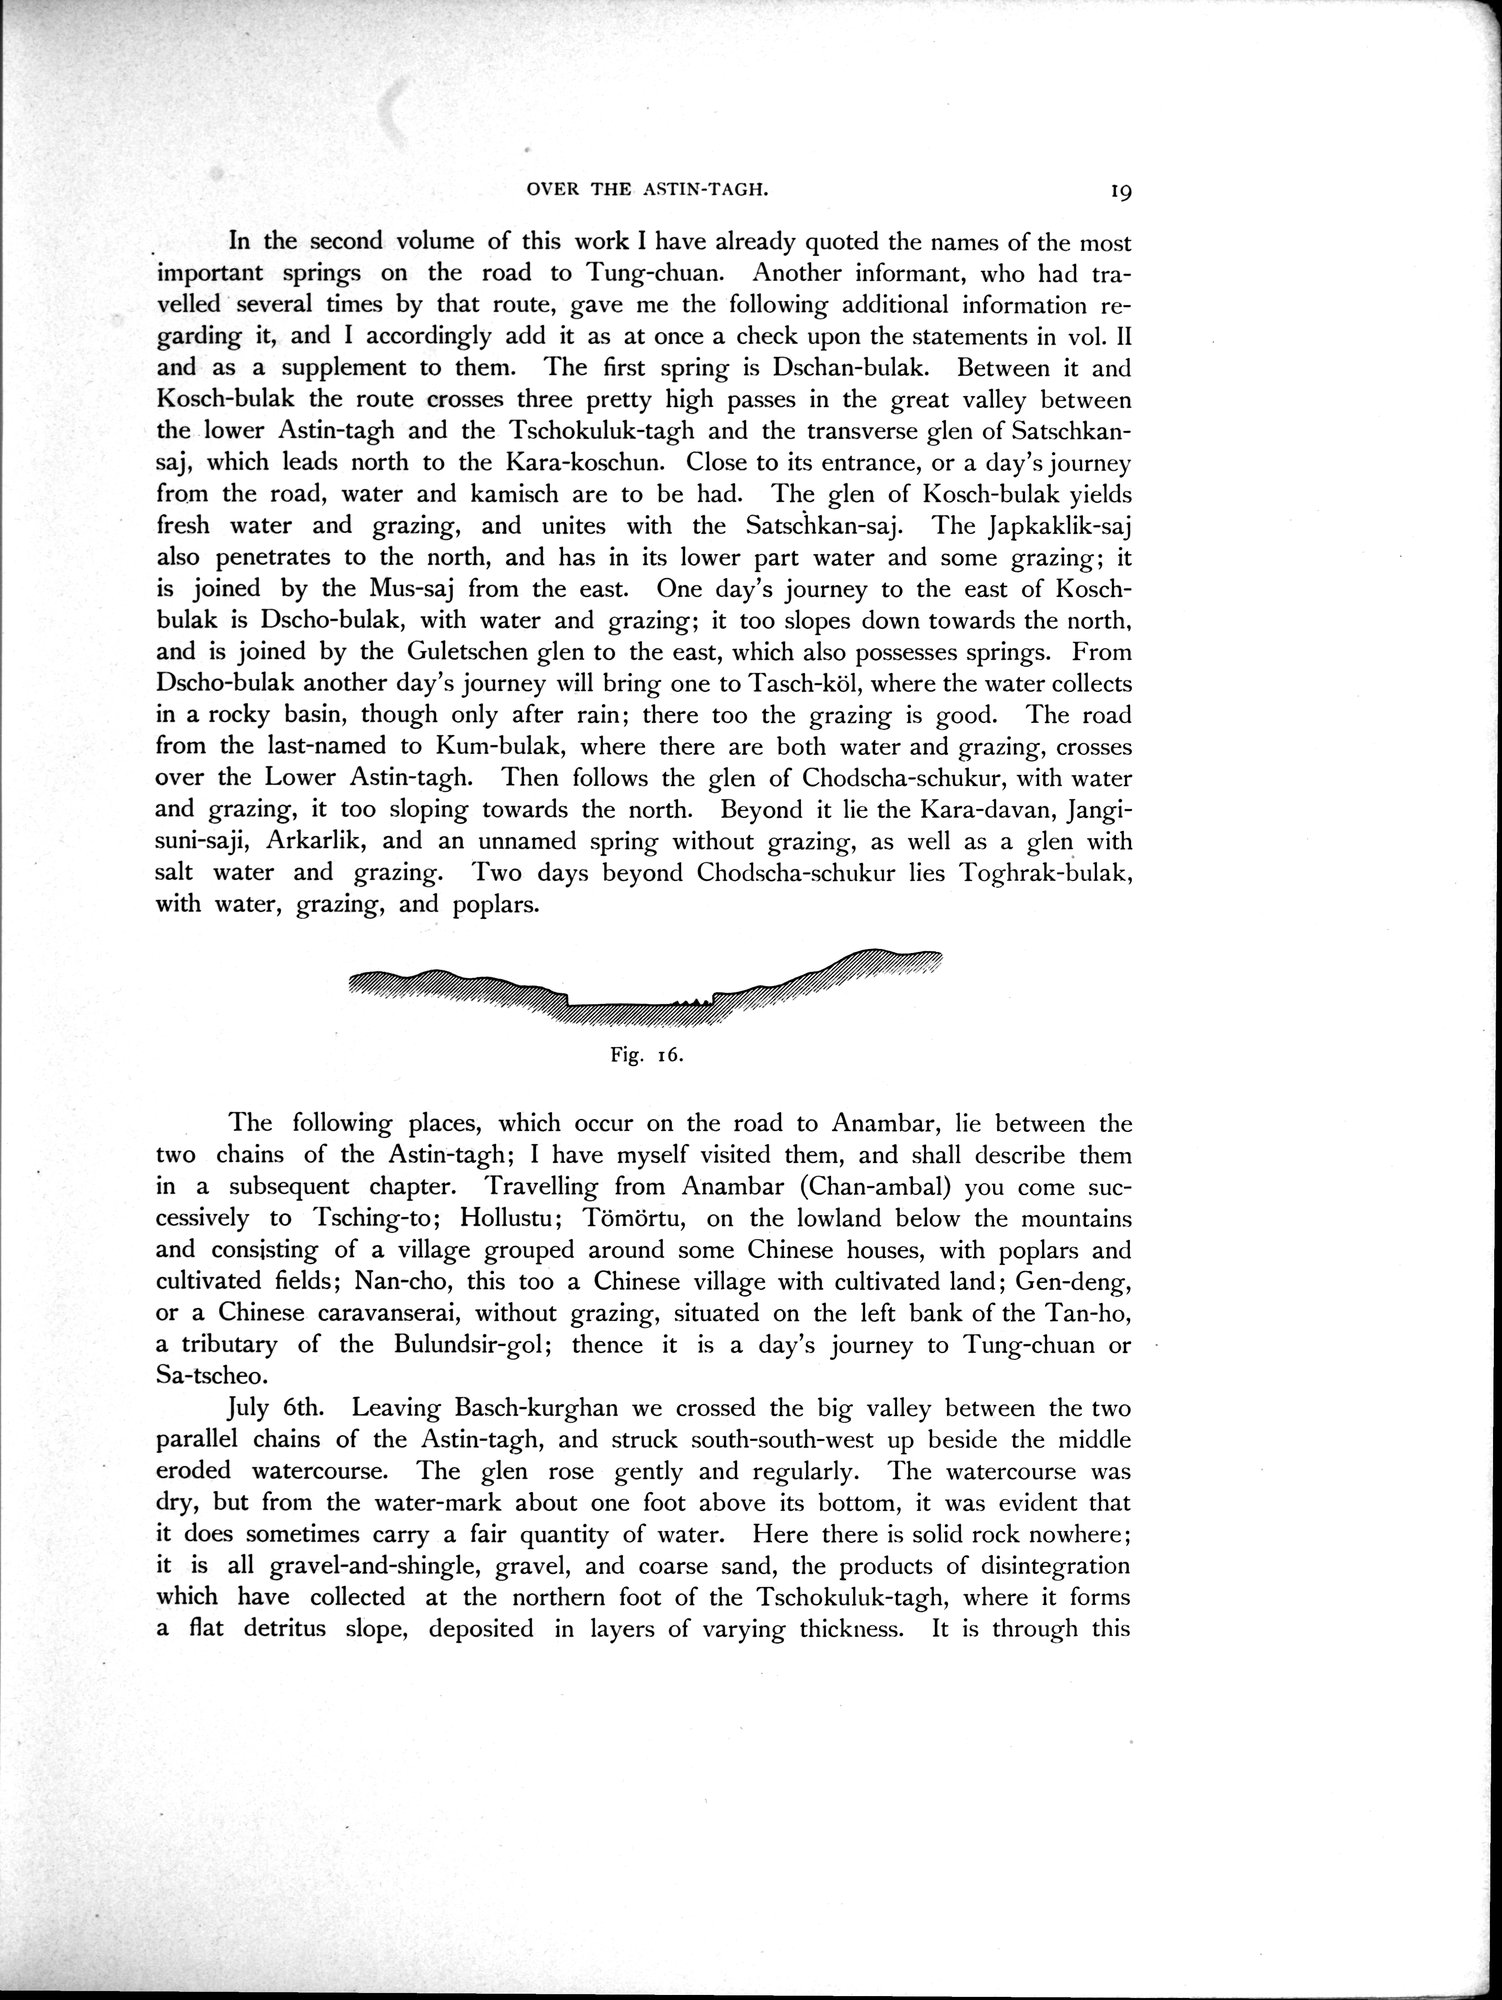 OVER THE ASTIN-TAGH. 19
In the second volume of this work I have already quoted the names of the most
important springs on the road to Tung-chuan. Another informant, who had tra-
velled several times by that route, gave me the following additional information re-
garding it, and I accordingly add it as at once a check upon the statements in vol. II
and as a supplement to them. The first spring is Dschan-bulak. Between it and
Kosch-bulak the route crosses three pretty high passes in the great valley between
the lower Astin-tagh and the Tschokuluk-tagh and the transverse glen of Satschkan-
saj, which leads north to the Kara-koschun. Close to its entrance, or a day's journey
from the road, water and kamisch are to be had. The glen of Kosch-bulak yields
fresh water and grazing, and unites with the Satschkan-saj. The Japkaklik-saj
also penetrates to the north, and has in its lower part water and some grazing; it
is joined by the Mus-saj from the east. One day's journey to the east of Kosch-
bulak is Dscho-bulak, with water and grazing; it too slopes down towards the north,
and is joined by the Guletschen glen to the east, which also possesses springs. From
Dscho-bulak another day's journey will bring one to Tasch-köl, where the water collects
in a rocky basin, though only after rain; there too the grazing is good. The road
from the last-named to Kum-bulak, where there are both water and grazing, crosses
over the Lower Astin-tagh. Then follows the glen of Chodscha-schukur, with water
and grazing, it too sloping towards the north. Beyond it lie the Kara-davan, Jangi-
suni-saji, Arkarlik, and an unnamed spring without grazing, as well as a glen with
salt water and grazing. Two days beyond Chodscha-schukur lies Toghrak-bulak,
with water, grazing, and poplars.
Fig. 16.
The following places, which occur on the road to Anambar, lie between the
two chains of the Astin-tagh; I have myself visited them, and shall describe them
in a subsequent chapter. Travelling from Anambar (Chan-ambal) you come suc-
cessively to Tsching-to; Hollustu; Tömörtu, on the lowland below the mountains
and consisting of a village grouped around some Chinese houses, with poplars and
cultivated fields; Nan-cho, this too a Chinese village with cultivated land; Gen-deng,
or a Chinese caravanserai, without grazing, situated on the left bank of the Tan-ho,
a tributary of the Bulundsir-gol; thence it is a day's journey to Tung-chuan or
Sa-tscheo.
July 6th. Leaving Basch-kurghan we crossed the big valley between the two
parallel chains of the Astin-tagh, and struck south-south-west up beside the middle
eroded watercourse. The glen rose gently and regularly. The watercourse was
dry, but from the water-mark about one foot above its bottom, it was evident that
it does sometimes carry a fair quantity of water. Here there is solid rock nowhere;
it is all gravel-and-shingle, gravel, and coarse sand, the products of disintegration
which have collected at the northern foot of the Tschokuluk-tagh, where it forms
a flat detritus slope, deposited in layers of varying thickness. It is through this